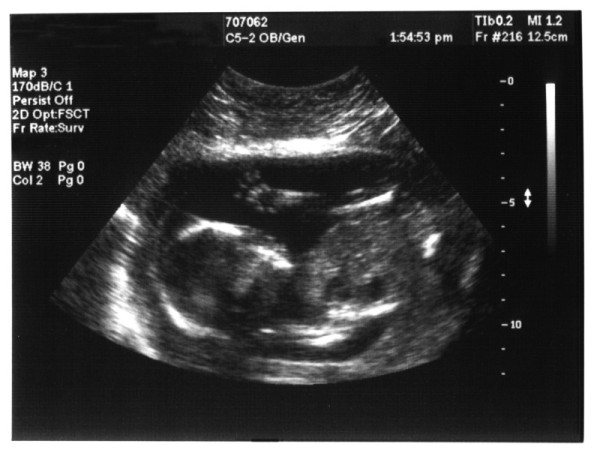 707062
C5-2 OB/Gen
1:54:53 pm
TIb0.2 MI 1.2
Fr #216 12.5cm
Map 3
170dB/C 1
Persist Off
2D Opt:FSCT
Fr Rate:Surv
BW 38 Pg 0
Col 2 Pg 0
-0
-5
-10